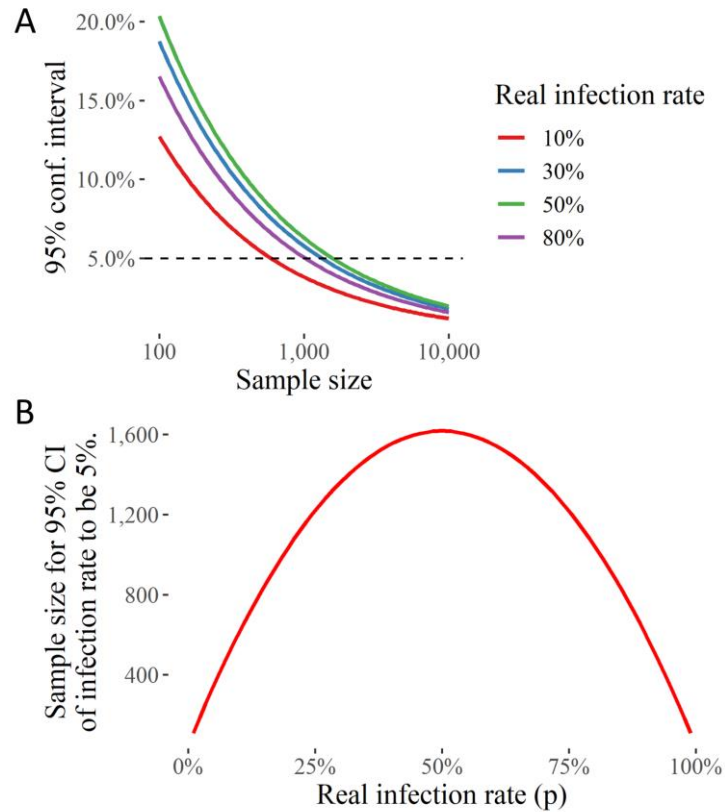 A
20.0%
15.0%
10.0%
5.0%
95% conf. interval
100
1,000
10,000
Sample size
Real infection rate
10%
30%
50%
80%
B
1,600
1,200
800
400
Sample size for 95% CI
of infection rate to be 5%.
0%
25%
50%
75%
100%
Real infection rate (p)